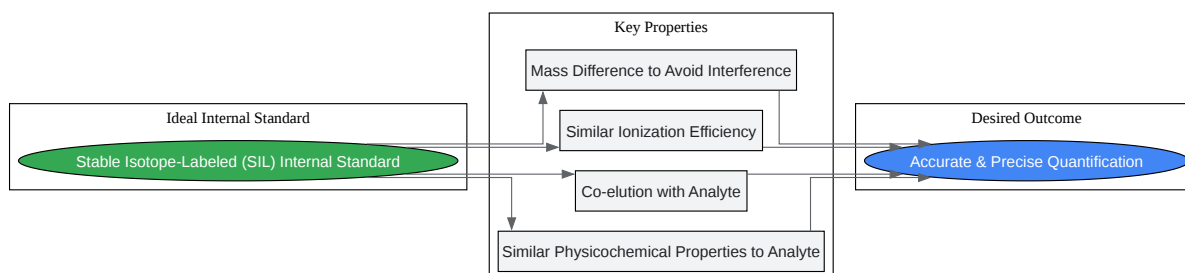 Ideal Internal Standard
Stable Isotope-Labeled (SIL) Internal Standard
Key Properties
Mass Difference to Avoid Interference
Similar Ionization Efficiency
Co-elution with Analyte
Similar Physicochemical Properties to Analyte
Desired Outcome
Accurate & Precise Quantification